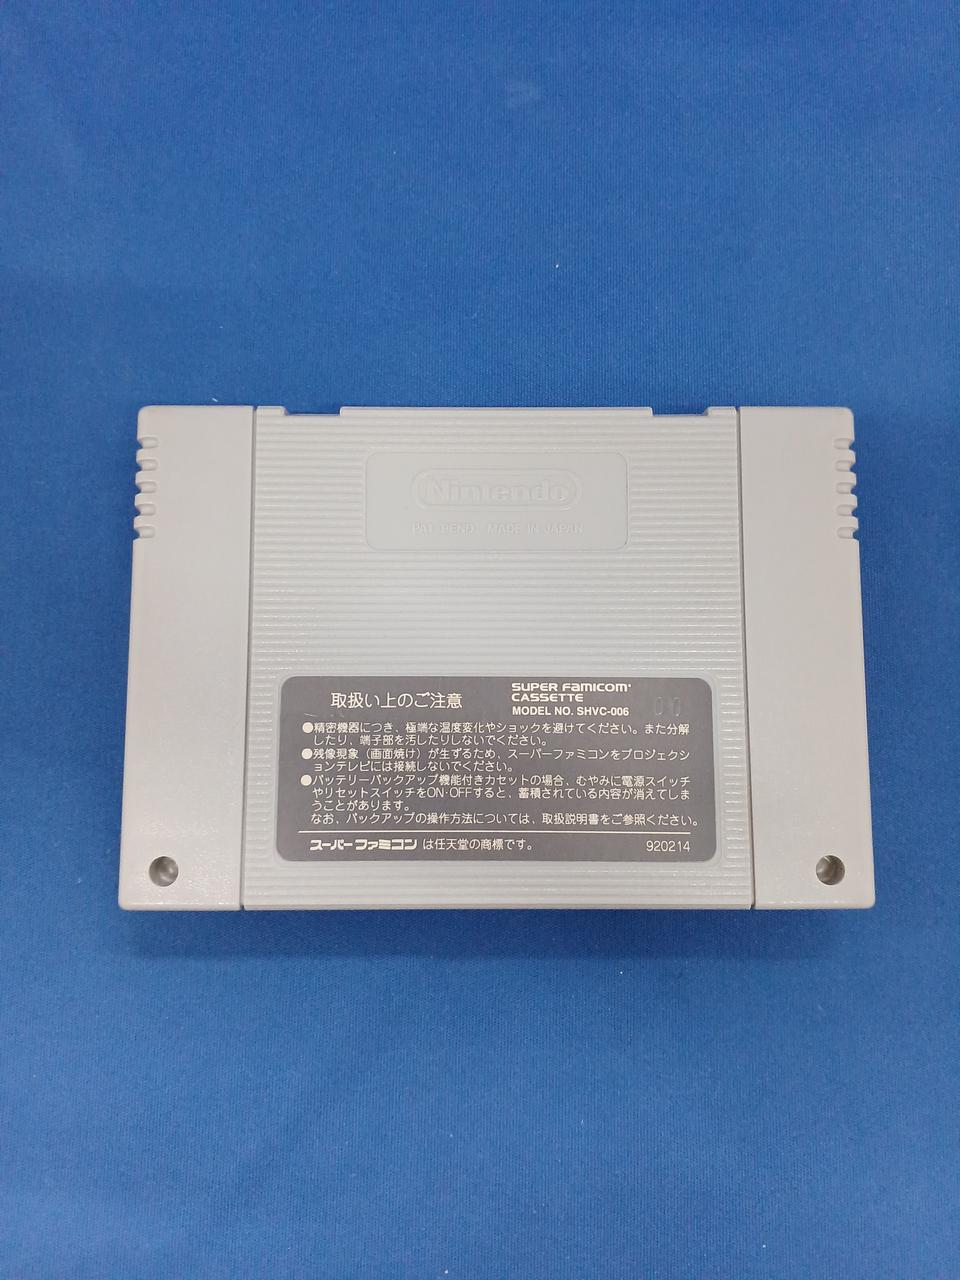 Nintendo
PAT. PEND. MADE IN JAPAN
取扱い上のご注意
SUPER FAMICOM
CASSETTE
MODEL NO. SHVC-006
●精密機器につき、極端な温度変化やショックを避けてください。また分解
したり、端子部を汚したりしないでください。
●残像現象（画面焼け）が生ずるため、スーパーファミコンをプロジェクシ
ョンテレビには接続しないでください。
●バッテリーバックアップ機能付きカセットの場合、むやみに電源スイッチ
やリセットスイッチをON・OFFすると、蓄積されている内容が消えてしま
うことがあります。
なお、バックアップの操作方法については、取扱説明書をご参照ください。
スーパーファミコン は任天堂の商標です。
920214